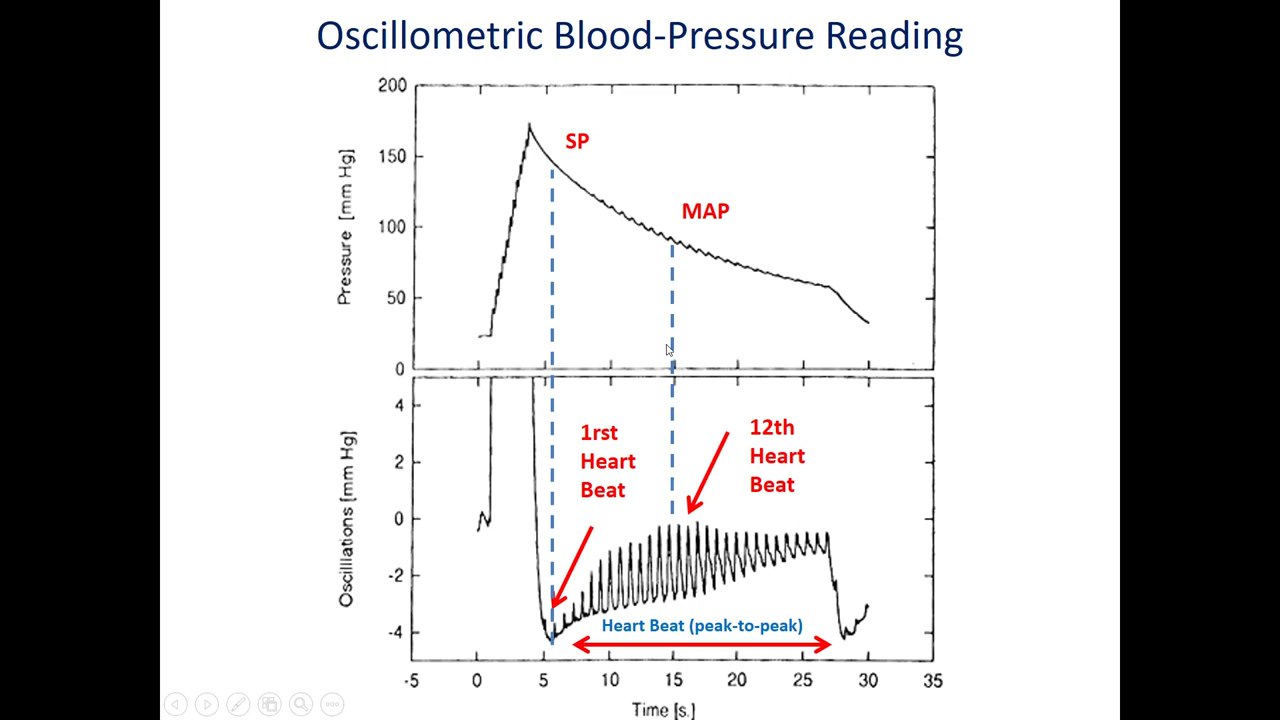 Oscillometric Blood-Pressure Reading
200
150
100
50
0
Pressure [mm Hg]
SP
MAP
4
2
0
-2
-4
Oscillations [mm Hg]
1rst
Heart
Beat
12th
Heart
Beat
Heart Beat (peak-to-peak)
-5 0 5 10 15 20 25 30 35
Time [s.]